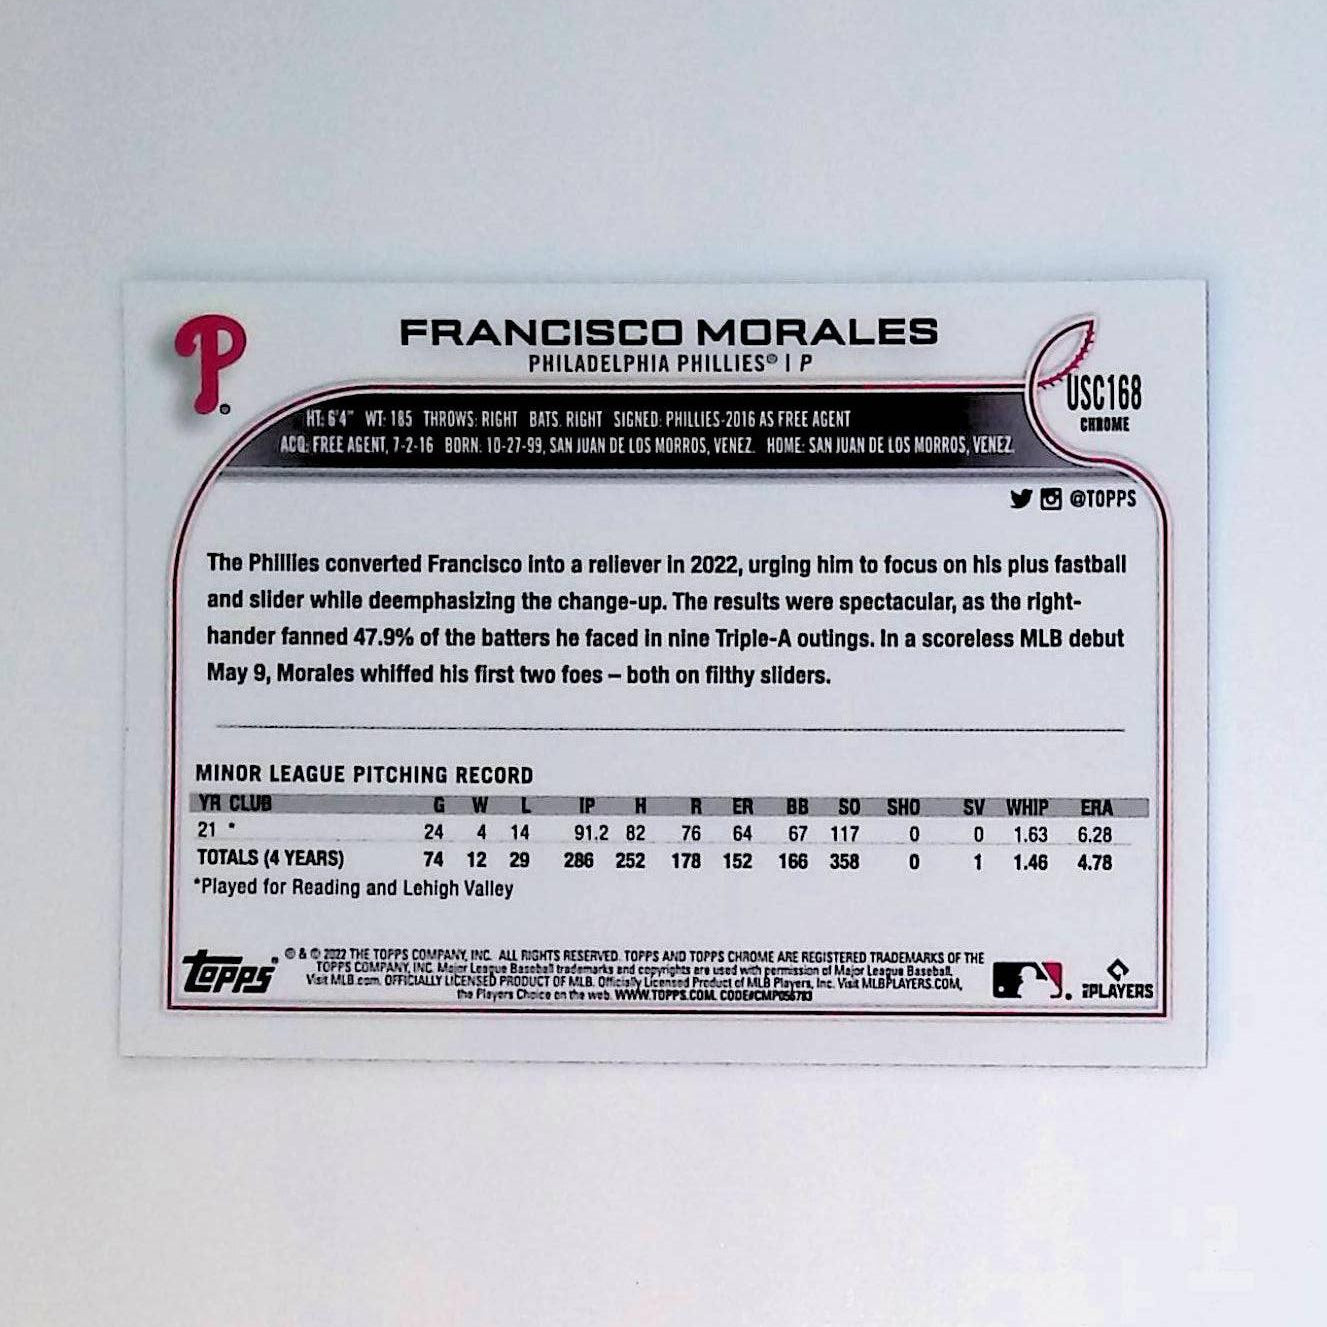 FRANCISCO MORALES
PHILADELPHIA PHILLIES® | P
USC168
CHROME
HT: 6'4" WT: 185 THROWS: RIGHT BATS: RIGHT SIGNED: PHILLIES-2016 AS FREE AGENT
ACQ: FREE AGENT, 7-2-16 BORN: 10-27-99, SAN JUAN DE LOS MORROS, VENEZ. HOME: SAN JUAN DE LOS MORROS, VENEZ.
@TOPPS
The Phillies converted Francisco into a reliever in 2022, urging him to focus on his plus fastball
and slider while deemphasizing the change-up. The results were spectacular, as the right-
hander fanned 47.9% of the batters he faced in nine Triple-A outings. In a scoreless MLB debut
May 9, Morales whiffed his first two foes – both on filthy sliders.
MINOR LEAGUE PITCHING RECORD
YR CLUB G W L IP H R ER BB SO SHO SV WHIP ERA
21 * 24 4 14 91.2 82 76 64 67 117 0 0 1.63 6.28
TOTALS (4 YEARS) 74 12 29 286 252 178 152 166 358 0 1 1.46 4.78
*Played for Reading and Lehigh Valley
Topps®
® & © 2022 THE TOPPS COMPANY, INC. ALL RIGHTS RESERVED. TOPPS AND TOPPS CHROME ARE REGISTERED TRADEMARKS OF THE
TOPPS COMPANY, INC. Major League Baseball trademarks and copyrights are used with permission of Major League Baseball.
Visit MLB.com. OFFICIALLY LICENSED PRODUCT OF MLB. Officially Licensed Product of MLB Players, Inc. Visit MLBPLAYERS.COM,
the Players Choice on the web. WWW.TOPPS.COM. CODE#CMP056783
PLAYERS